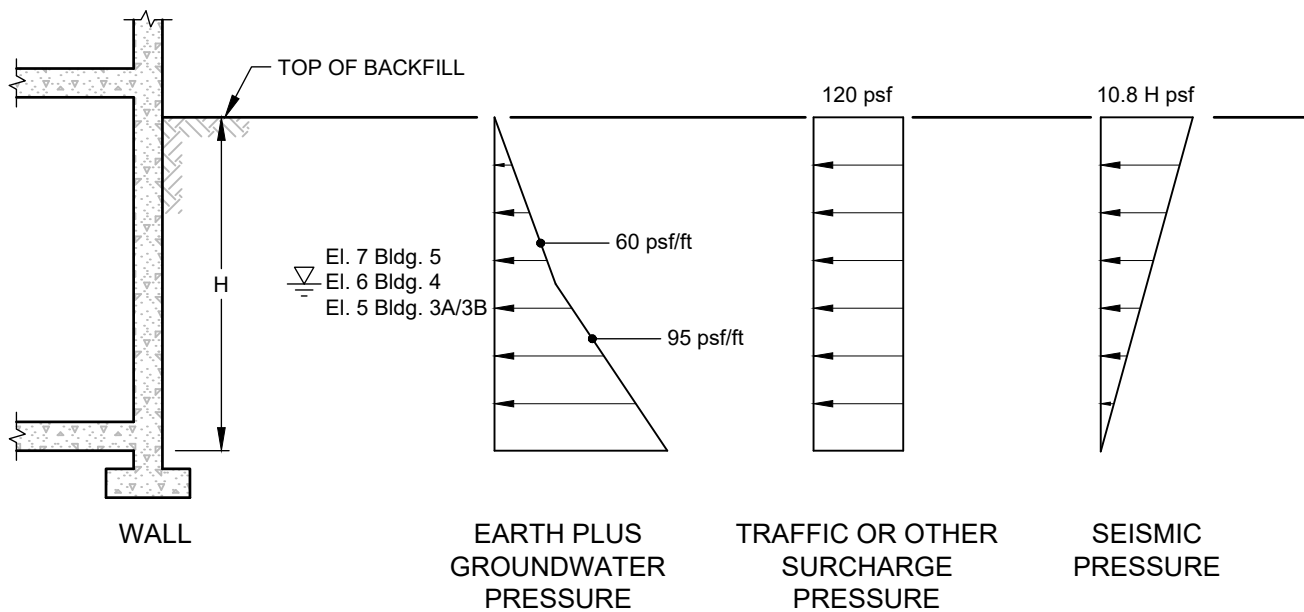 TOP OF BACKFILL
120 psf
10.8 H psf
60 psf/ft
El. 7 Bldg. 5
El. 6 Bldg. 4
El. 5 Bldg. 3A/3B
H
95 psf/ft
WALL
EARTH PLUS
GROUNDWATER
PRESSURE
TRAFFIC OR OTHER
SURCHARGE
PRESSURE
SEISMIC
PRESSURE